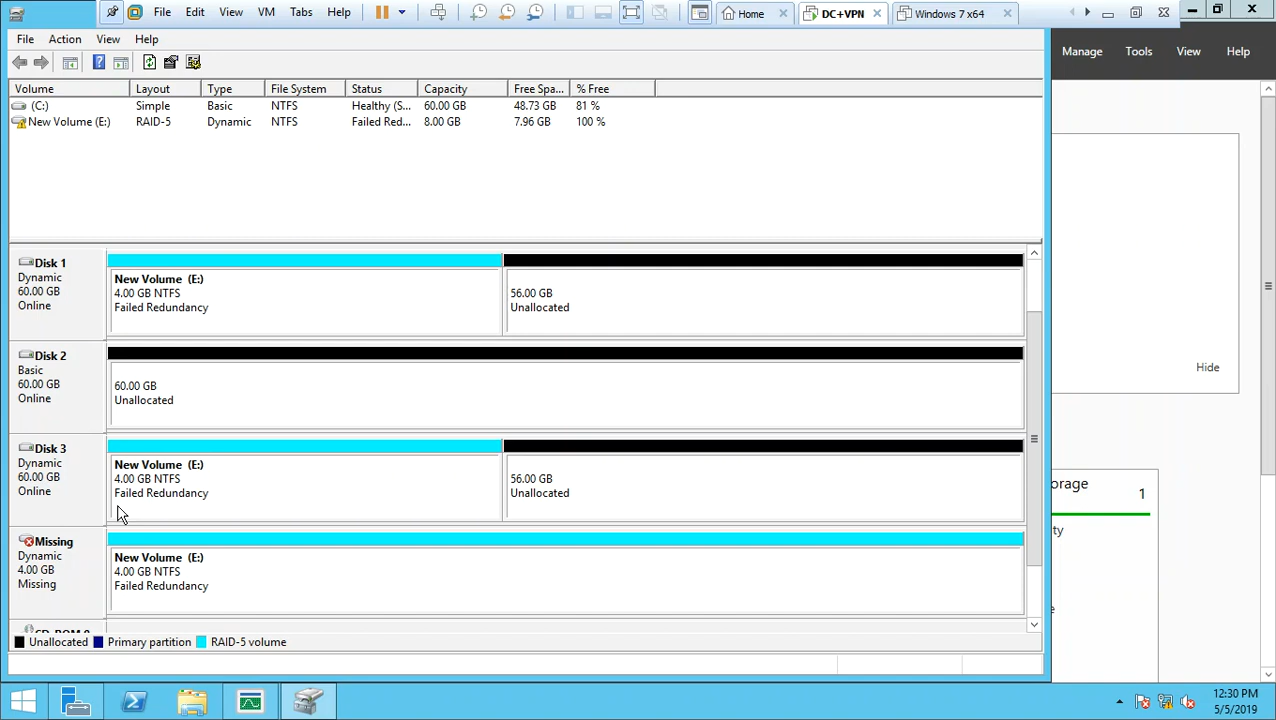 File Edit View VM Tabs Help Home DC+VPN Windows 7 x64
File Action View Help
Manage Tools View Help
Volume Layout Type File System Status Capacity Free Spa... % Free
(C:) Simple Basic NTFS Healthy (S... 60.00 GB 48.73 GB 81 %
New Volume (E:) RAID-5 Dynamic NTFS Failed Red... 8.00 GB 7.96 GB 100 %
Disk 1
Dynamic
60.00 GB
Online
New Volume (E:)
4.00 GB NTFS
Failed Redundancy
56.00 GB
Unallocated
Disk 2
Basic
60.00 GB
Online
60.00 GB
Unallocated
Hide
Disk 3
Dynamic
60.00 GB
Online
New Volume (E:)
4.00 GB NTFS
Failed Redundancy
56.00 GB
Unallocated
orage 1
ty
Missing
Dynamic
4.00 GB
Missing
New Volume (E:)
4.00 GB NTFS
Failed Redundancy
CD-ROM 0
Unallocated Primary partition RAID-5 volume
12:30 PM
5/5/2019